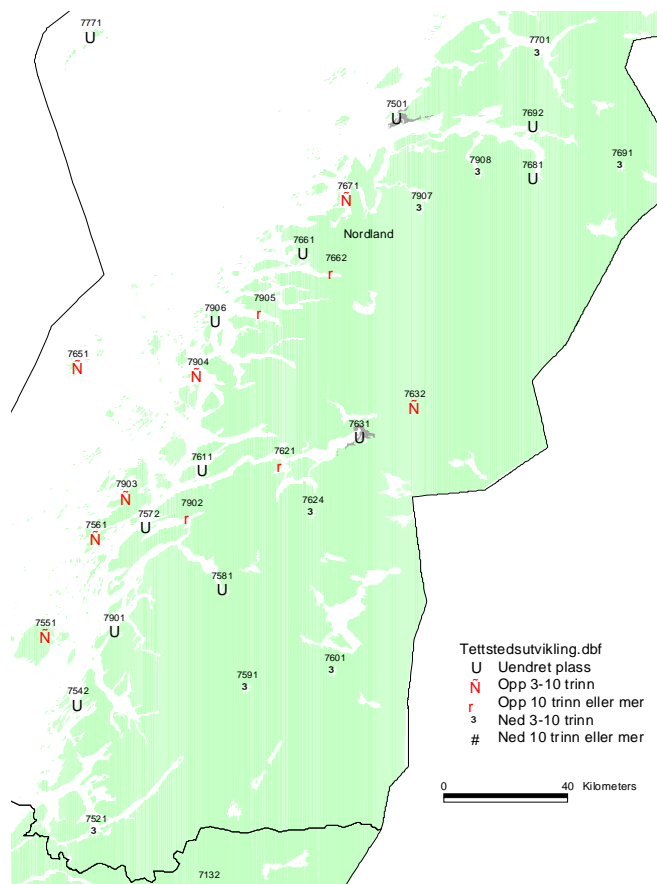 7771
U
7701
3
7501
U
7692
U
7691
3
7908
3
7681
U
7671
Ñ
7907
3
Nordland
7661
U
7662
r
7905
r
7906
U
7651
Ñ
7904
Ñ
7632
Ñ
7631
U
7611
U
7621
r
7903
Ñ
7902
r
7624
3
7572
U
7561
Ñ
7581
U
7551
Ñ
7901
U
7601
3
7591
3
7542
U
7521
3
7132
Tettstedsutvikling.dbf
U Uendret plass
Ñ Opp 3-10 trinn
r Opp 10 trinn eller mer
3 Ned 3-10 trinn
# Ned 10 trinn eller mer
0 40 Kilometers